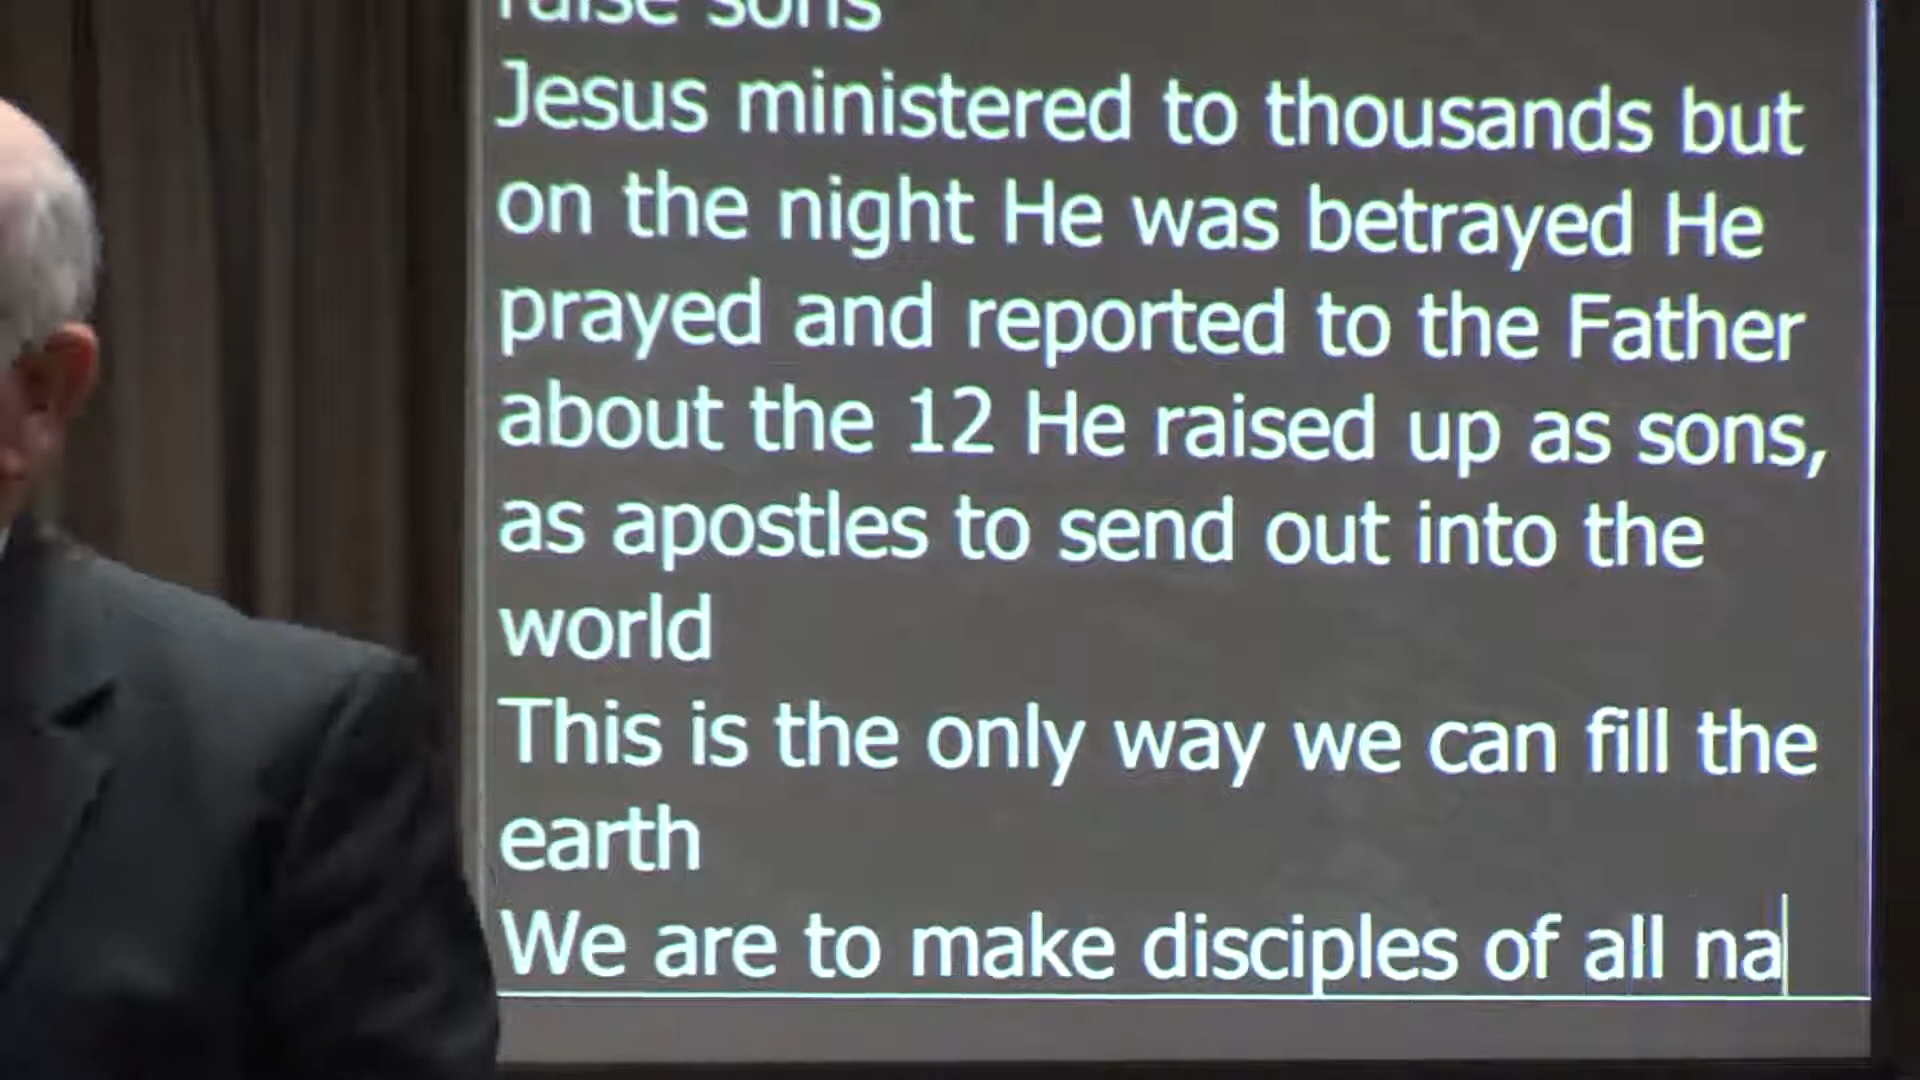 raise sons
Jesus ministered to thousands but
on the night He was betrayed He
prayed and reported to the Father
about the 12 He raised up as sons,
as apostles to send out into the
world
This is the only way we can fill the
earth
We are to make disciples of all na